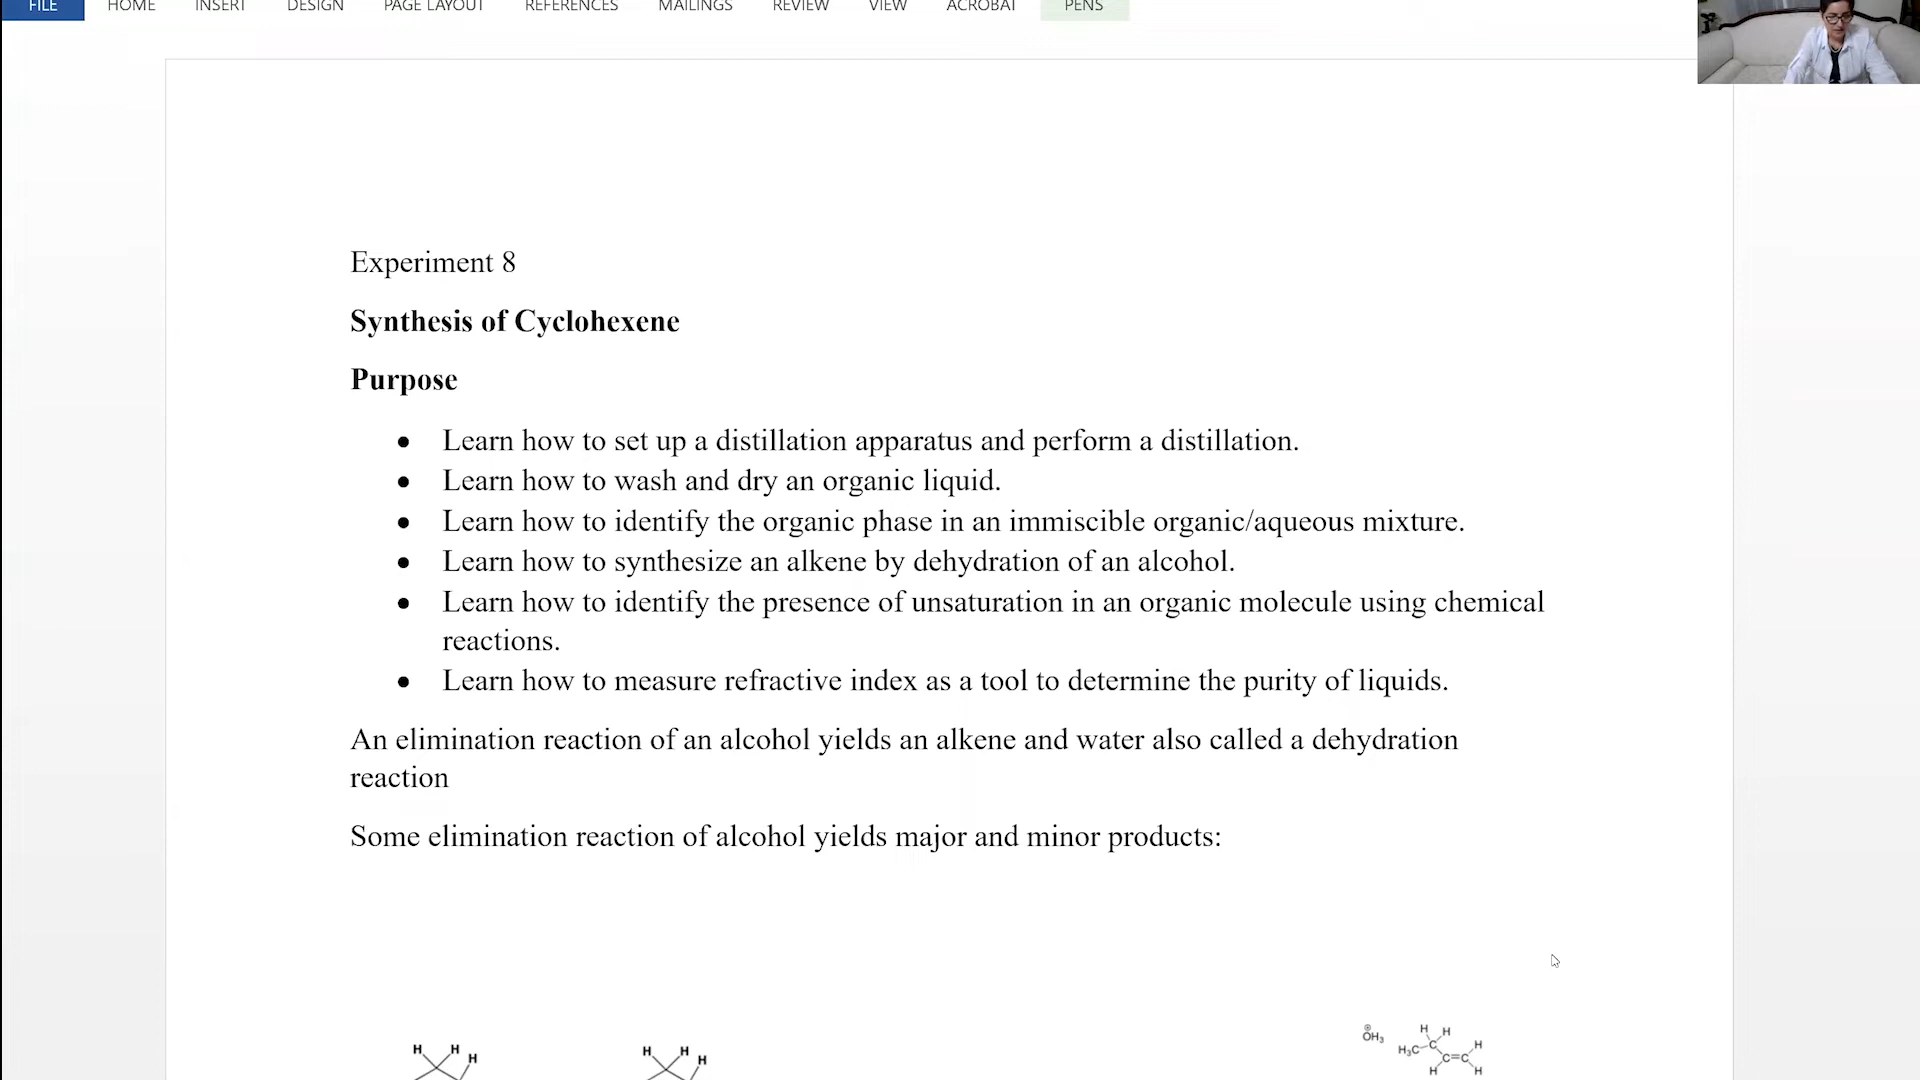 FILE HOME INSERT DESIGN PAGE LAYOUT REFERENCES MAILINGS REVIEW VIEW ACROBAT PENS
Experiment 8
Synthesis of Cyclohexene
Purpose
• Learn how to set up a distillation apparatus and perform a distillation.
• Learn how to wash and dry an organic liquid.
• Learn how to identify the organic phase in an immiscible organic/aqueous mixture.
• Learn how to synthesize an alkene by dehydration of an alcohol.
• Learn how to identify the presence of unsaturation in an organic molecule using chemical
reactions.
• Learn how to measure refractive index as a tool to determine the purity of liquids.
An elimination reaction of an alcohol yields an alkene and water also called a dehydration
reaction
Some elimination reaction of alcohol yields major and minor products:
⊕
OH₃ H H
H₃C C H
C=C
H H
H H H
H H H